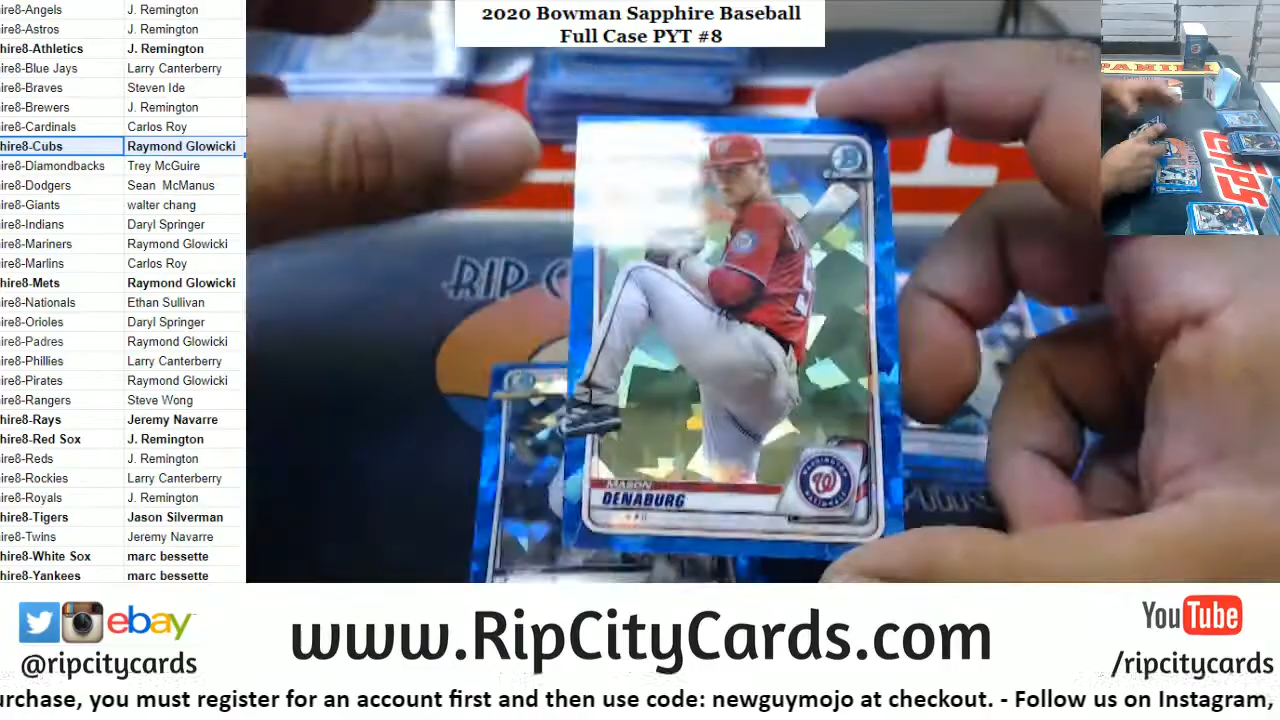 2020 Bowman Sapphire Baseball
Full Case PYT #8
ire8-Angels J. Remington
ire8-Astros J. Remington
hire8-Athletics J. Remington
ire8-Blue Jays Larry Canterberry
ire8-Braves Steven Ide
ire8-Brewers J. Remington
ire8-Cardinals Carlos Roy
hire8-Cubs Raymond Glowicki
ire8-Diamondbacks Trey McGuire
ire8-Dodgers Sean McManus
ire8-Giants walter chang
ire8-Indians Daryl Springer
ire8-Mariners Raymond Glowicki
ire8-Marlins Carlos Roy
hire8-Mets Raymond Glowicki
ire8-Nationals Ethan Sullivan
ire8-Orioles Daryl Springer
ire8-Padres Raymond Glowicki
ire8-Phillies Larry Canterberry
ire8-Pirates Raymond Glowicki
ire8-Rangers Steve Wong
hire8-Rays Jeremy Navarre
hire8-Red Sox J. Remington
ire8-Reds J. Remington
ire8-Rockies Larry Canterberry
ire8-Royals J. Remington
hire8-Tigers Jason Silverman
ire8-Twins Jeremy Navarre
hire8-White Sox marc bessette
hire8-Yankees marc bessette
RIP C
MASON
DENABURG
PANINI
ebay
@ripcitycards
www.RipCityCards.com
YouTube
/ripcitycards
urchase, you must register for an account first and then use code: newguymojo at checkout. - Follow us on Instagram,